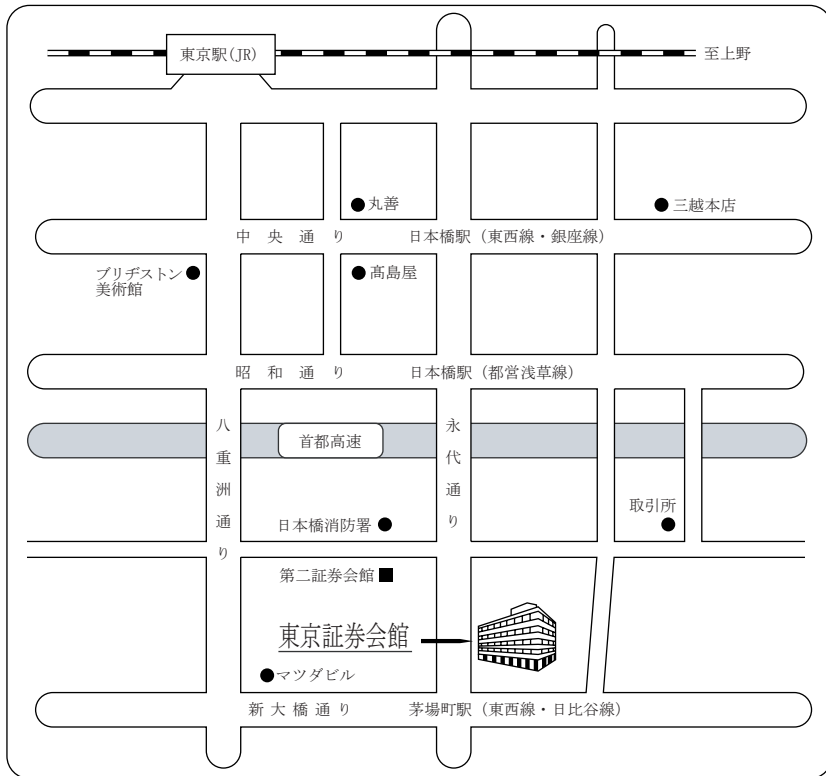 東京駅(JR)
至上野
丸善
三越本店
中央通り
日本橋駅(東西線・銀座線)
ブリヂストン
美術館
髙島屋
昭和通り
日本橋駅(都営浅草線)
八重洲通り
首都高速
永代通り
取引所
日本橋消防署
第二証券会館
東京証券会館
マツダビル
新大橋通り
茅場町駅(東西線・日比谷線)